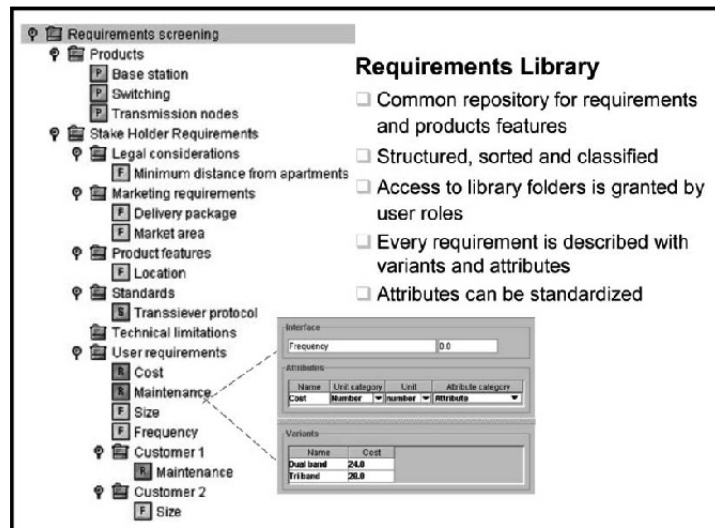 Requirements screening
Products
P Base station
P Switching
P Transmission nodes
Stake Holder Requirements
Legal considerations
F Minimum distance from apartments
Marketing requirements
F Delivery package
F Market area
Product features
F Location
Standards
S Transsiever protocol
Technical limitations
User requirements
R Cost
R Maintenance
F Size
F Frequency
Customer 1
R Maintenance
Customer 2
F Size
Requirements Library
Common repository for requirements
and products features
Structured, sorted and classified
Access to library folders is granted by
user roles
Every requirement is described with
variants and attributes
Attributes can be standardized
Interface
Frequency 0.0
Attributes
Name Unit category Unit Attribute category
Cost Number number Attribute
Variants
Name Cost
Dual band 24.0
Tri band 28.0